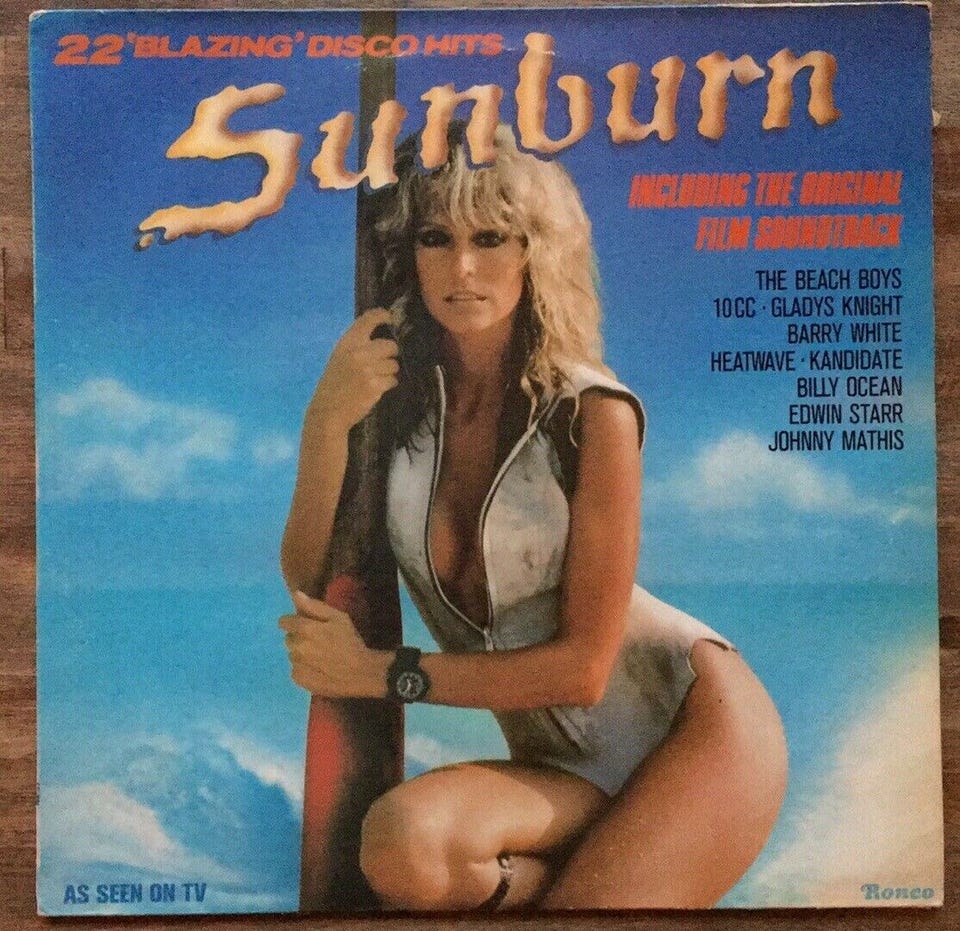 22 'BLAZING' DISCO HITS
Sunburn
INCLUDING THE ORIGINAL
FILM SOUNDTRACK
THE BEACH BOYS
10CC · GLADYS KNIGHT
BARRY WHITE
HEATWAVE · KANDIDATE
BILLY OCEAN
EDWIN STARR
JOHNNY MATHIS
AS SEEN ON TV
Ronco